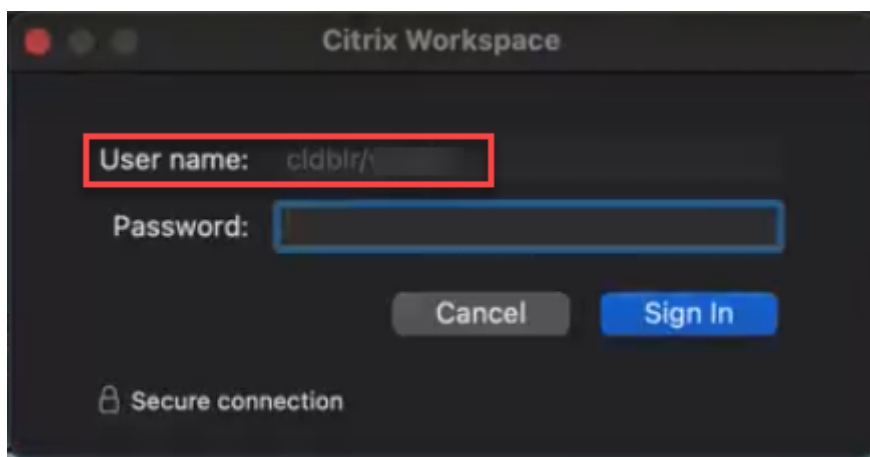 Citrix Workspace
User name: cldblr/
Password:
Cancel Sign In
Secure connection